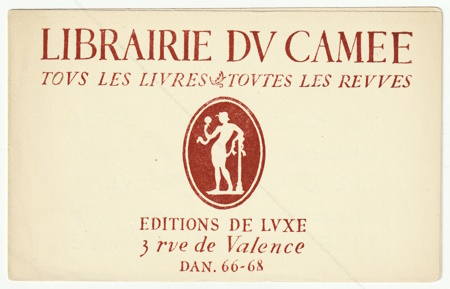 LIBRAIRIE DV CAMEE
TOVS LES LIVRES TOVTES LES REVVES
EDITIONS DE LVXE
3 rve de Valence
DAN. 66-68